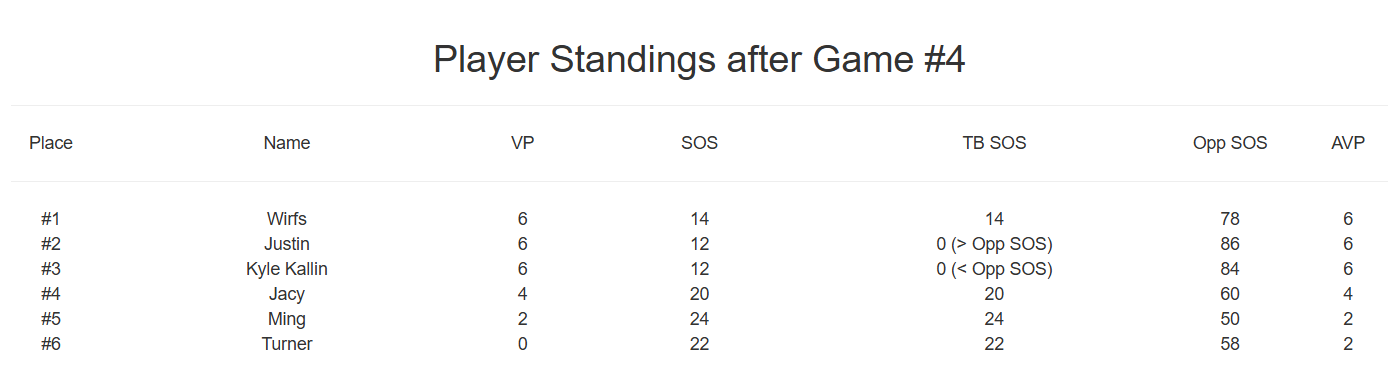 Player Standings after Game #4
Place Name VP SOS TB SOS Opp SOS AVP
#1 Wirfs 6 14 14 78 6
#2 Justin 6 12 0 (> Opp SOS) 86 6
#3 Kyle Kallin 6 12 0 (< Opp SOS) 84 6
#4 Jacy 4 20 20 60 4
#5 Ming 2 24 24 50 2
#6 Turner 0 22 22 58 2